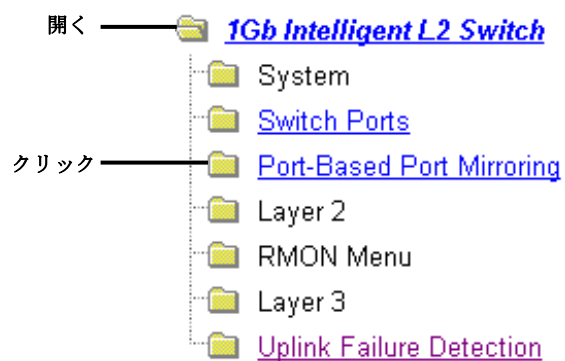 開く 1Gb Intelligent L2 Switch
System
Switch Ports
クリック Port-Based Port Mirroring
Layer 2
RMON Menu
Layer 3
Uplink Failure Detection